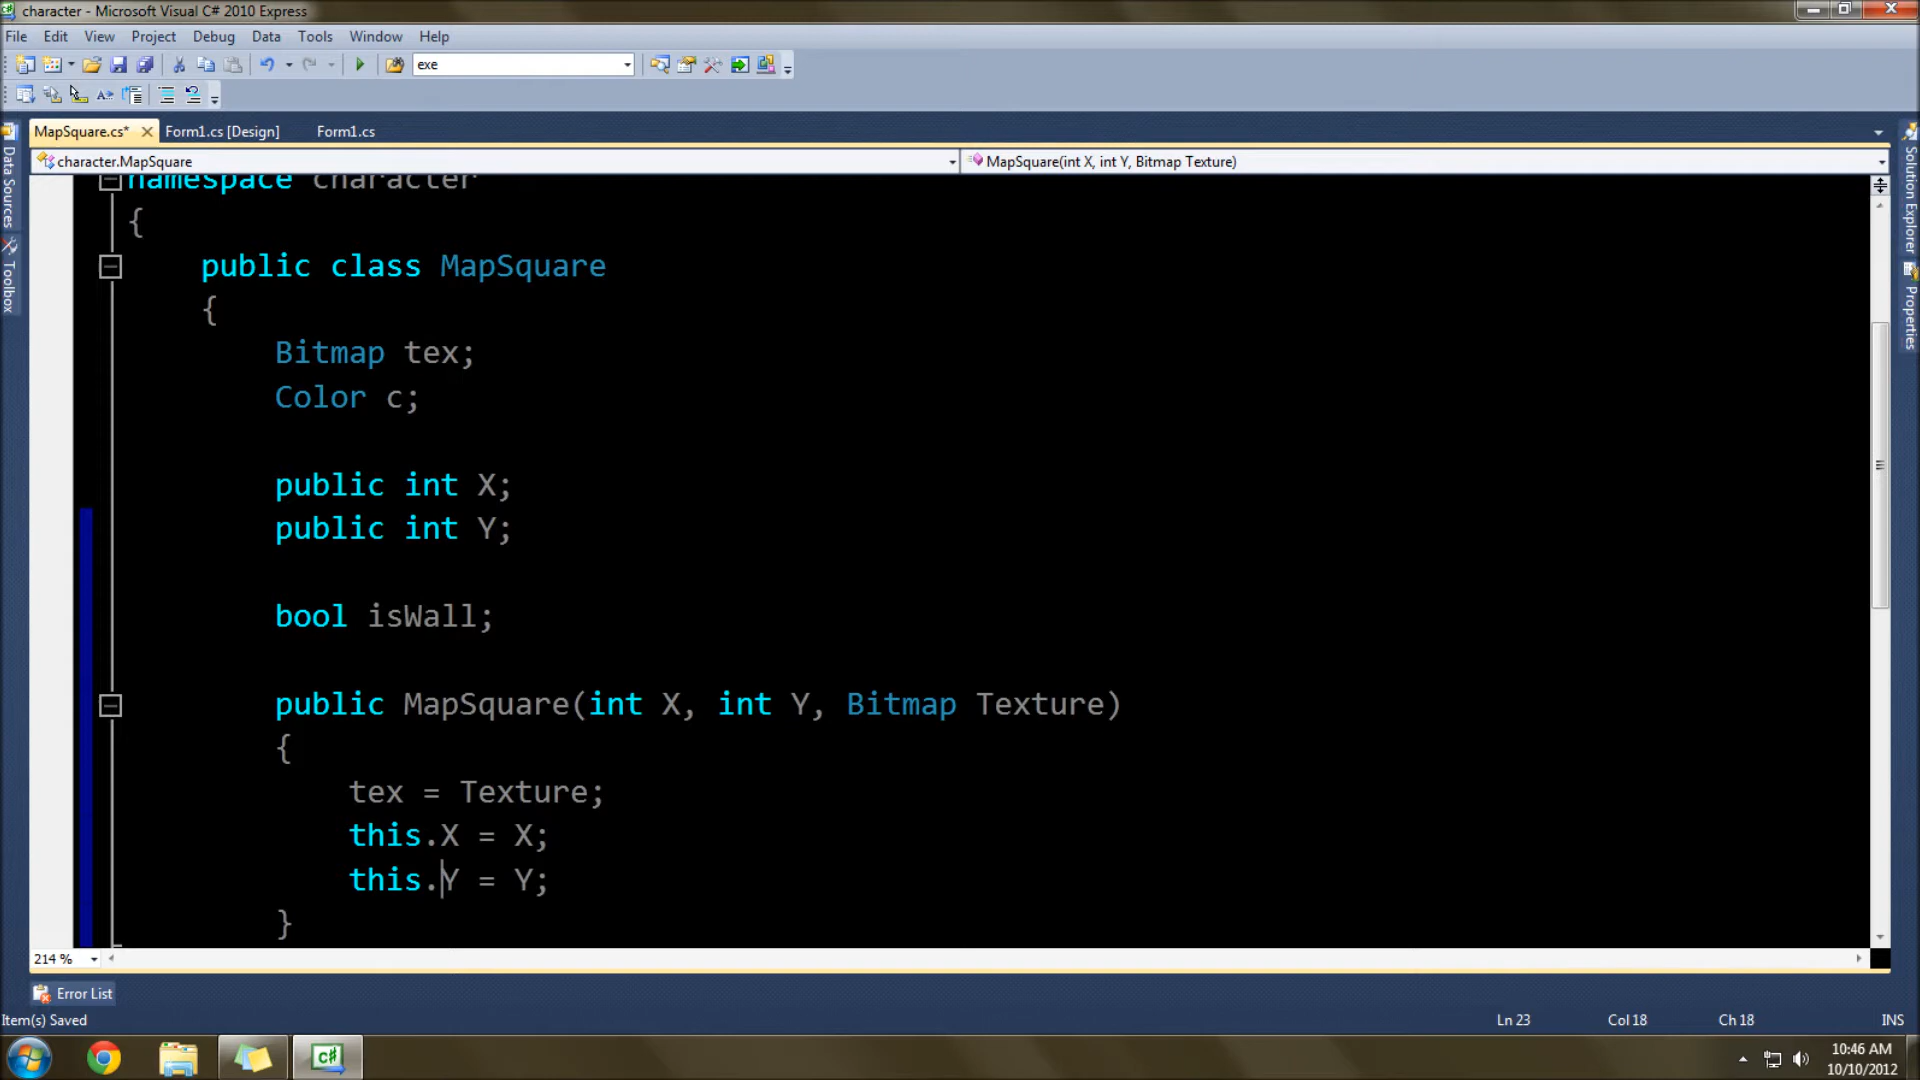 character - Microsoft Visual C# 2010 Express
File Edit View Project Debug Data Tools Window Help
exe
MapSquare.cs* Form1.cs [Design] Form1.cs
character.MapSquare MapSquare(int X, int Y, Bitmap Texture)
Data Sources
Toolbox
Solution Explorer
Properties
namespace character
{
public class MapSquare
{
Bitmap tex;
Color c;
public int X;
public int Y;
bool isWall;
public MapSquare(int X, int Y, Bitmap Texture)
{
tex = Texture;
this.X = X;
this.Y = Y;
}
214 %
Error List
Item(s) Saved Ln 23 Col 18 Ch 18 INS
C#
10:46 AM
10/10/2012